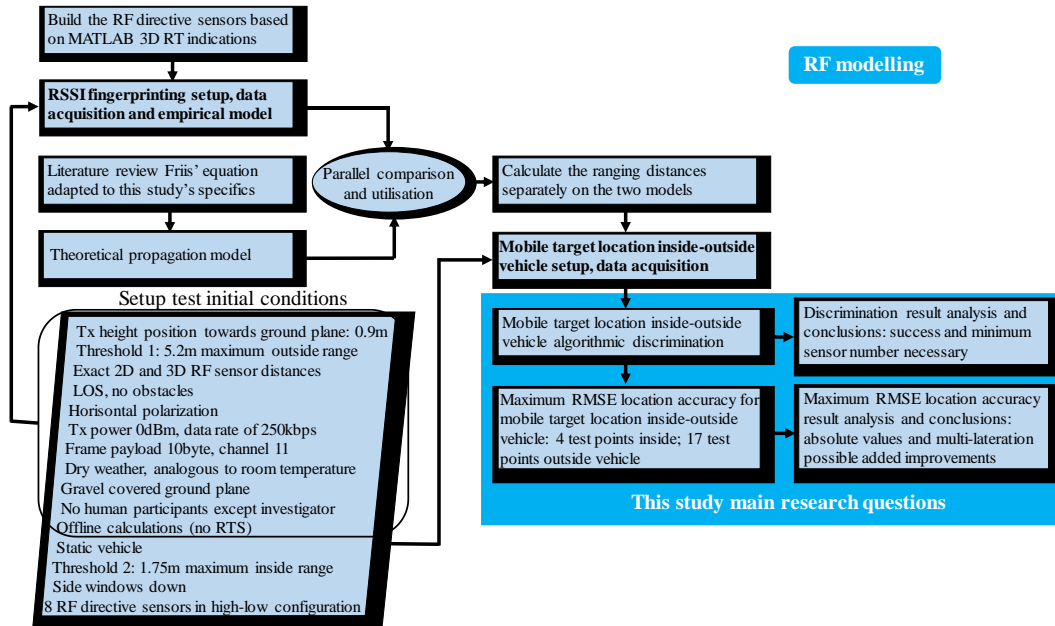 Build the RF directive sensors based
on MATLAB 3D RT indications
RF modelling
RSSI fingerprinting setup, data
acquisition and empirical model
Literature review Friis' equation
adapted to this study's specifics
Parallel comparison
and utilisation
Calculate the ranging distances
separately on the two models
Theoretical propagation model
Mobile target location inside-outside
vehicle setup, data acquisition
Setup test initial conditions
Tx height position towards ground plane: 0.9m
Threshold 1: 5.2m maximum outside range
Exact 2D and 3D RF sensor distances
LOS, no obstacles
Horisontal polarization
Tx power 0dBm, data rate of 250kbps
Frame payload 10byte, channel 11
Dry weather, analogous to room temperature
Gravel covered ground plane
No human participants except investigator
Offline calculations (no RTS)
Static vehicle
Threshold 2: 1.75m maximum inside range
Side windows down
8 RF directive sensors in high-low configuration
Mobile target location inside-outside
vehicle algorithmic discrimination
Discrimination result analysis and
conclusions: success and minimum
sensor number necessary
Maximum RMSE location accuracy for
mobile target location inside-outside
vehicle: 4 test points inside; 17 test
points outside vehicle
Maximum RMSE location accuracy
result analysis and conclusions:
absolute values and multi-lateration
possible added improvements
This study main research questions